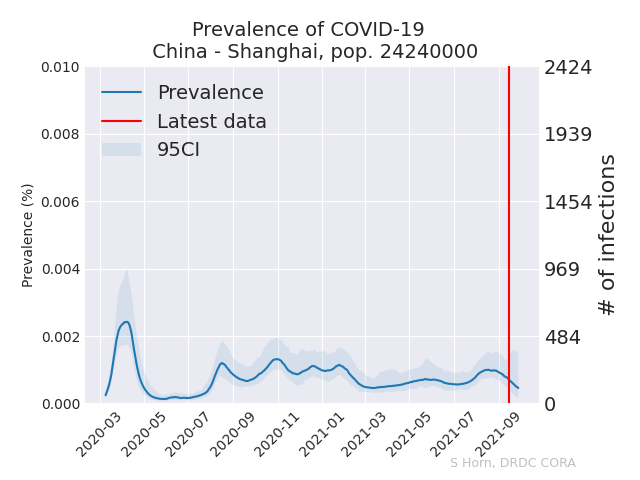 Prevalence of COVID-19
China - Shanghai, pop. 24240000
Prevalence
Latest data
95CI
Prevalence (%)
0.010
0.008
0.006
0.004
0.002
0.000
2424
1939
1454
969
484
0
# of infections
2020-03
2020-05
2020-07
2020-09
2020-11
2021-01
2021-03
2021-05
2021-07
2021-09
S Horn, DRDC CORA